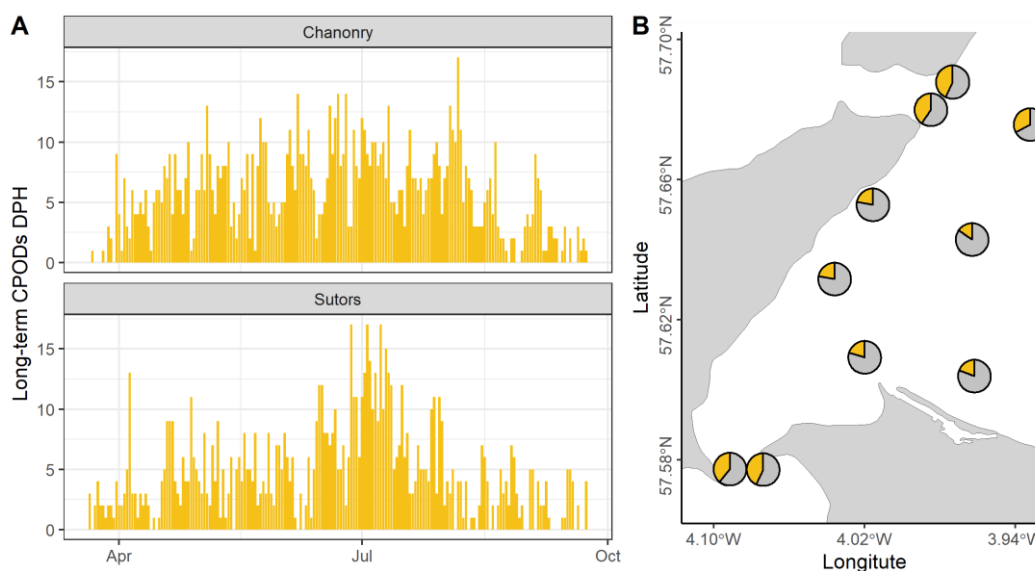 A
Chanonry
15
10
5
0
Sutors
15
10
5
0
Long-term CPODs DPH
Apr
Jul
Oct
B
57.70°N
57.66°N
57.62°N
57.58°N
Latitude
4.10°W
4.02°W
3.94°W
Longitute